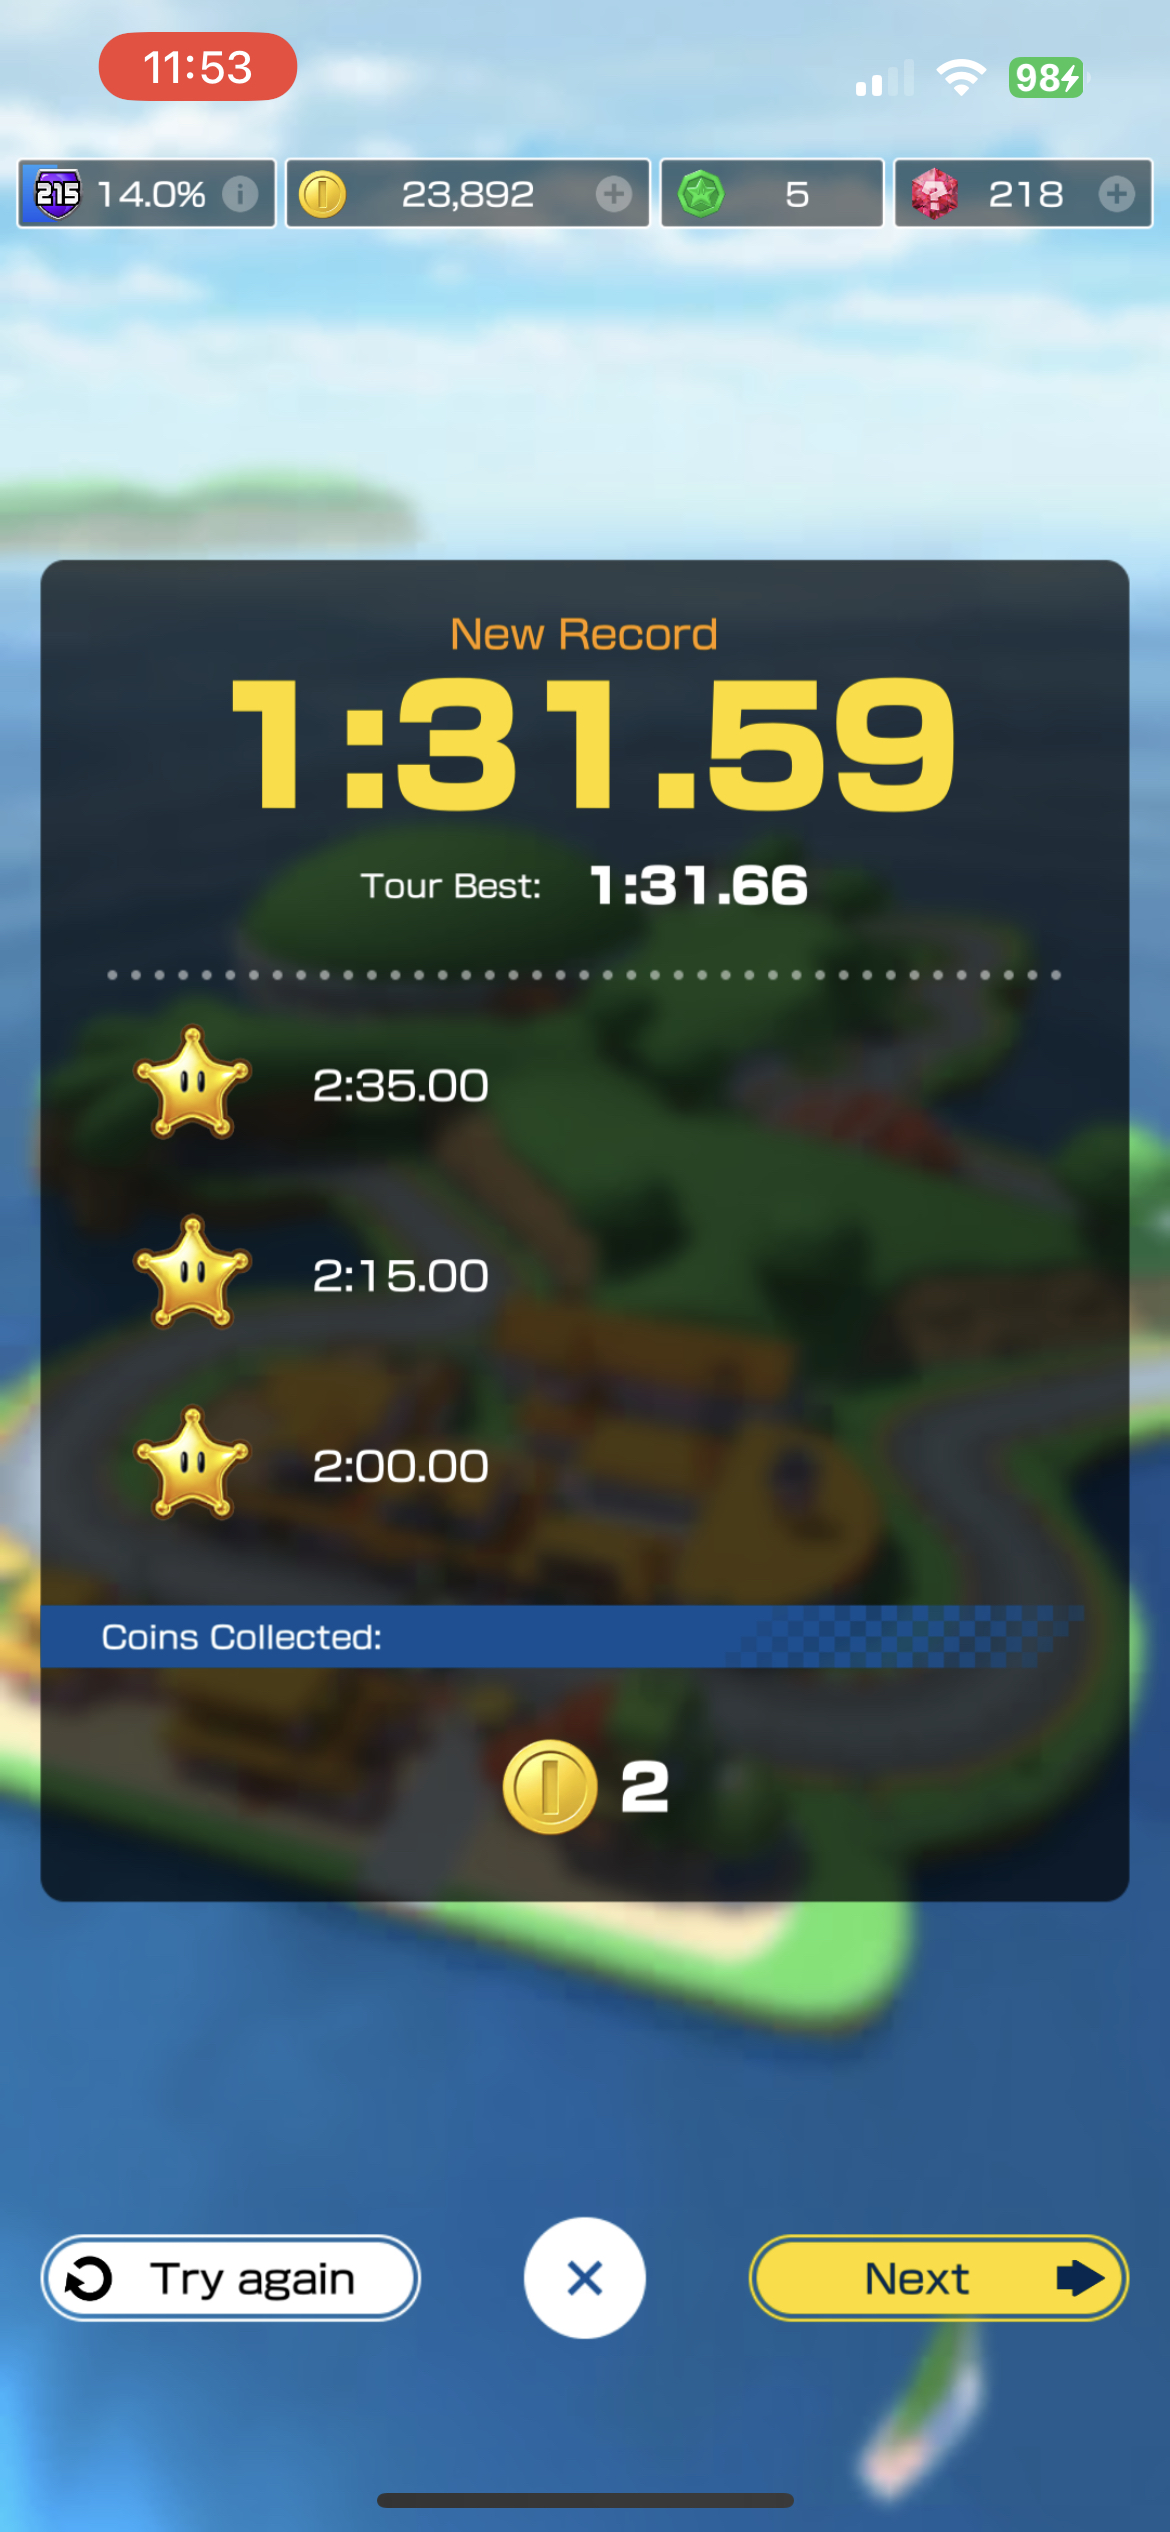 11:53
98
215 14.0% i 23,892 + 5 ? 218 +
New Record
1:31.59
Tour Best: 1:31.66
2:35.00
2:15.00
2:00.00
Coins Collected:
2
Try again × Next